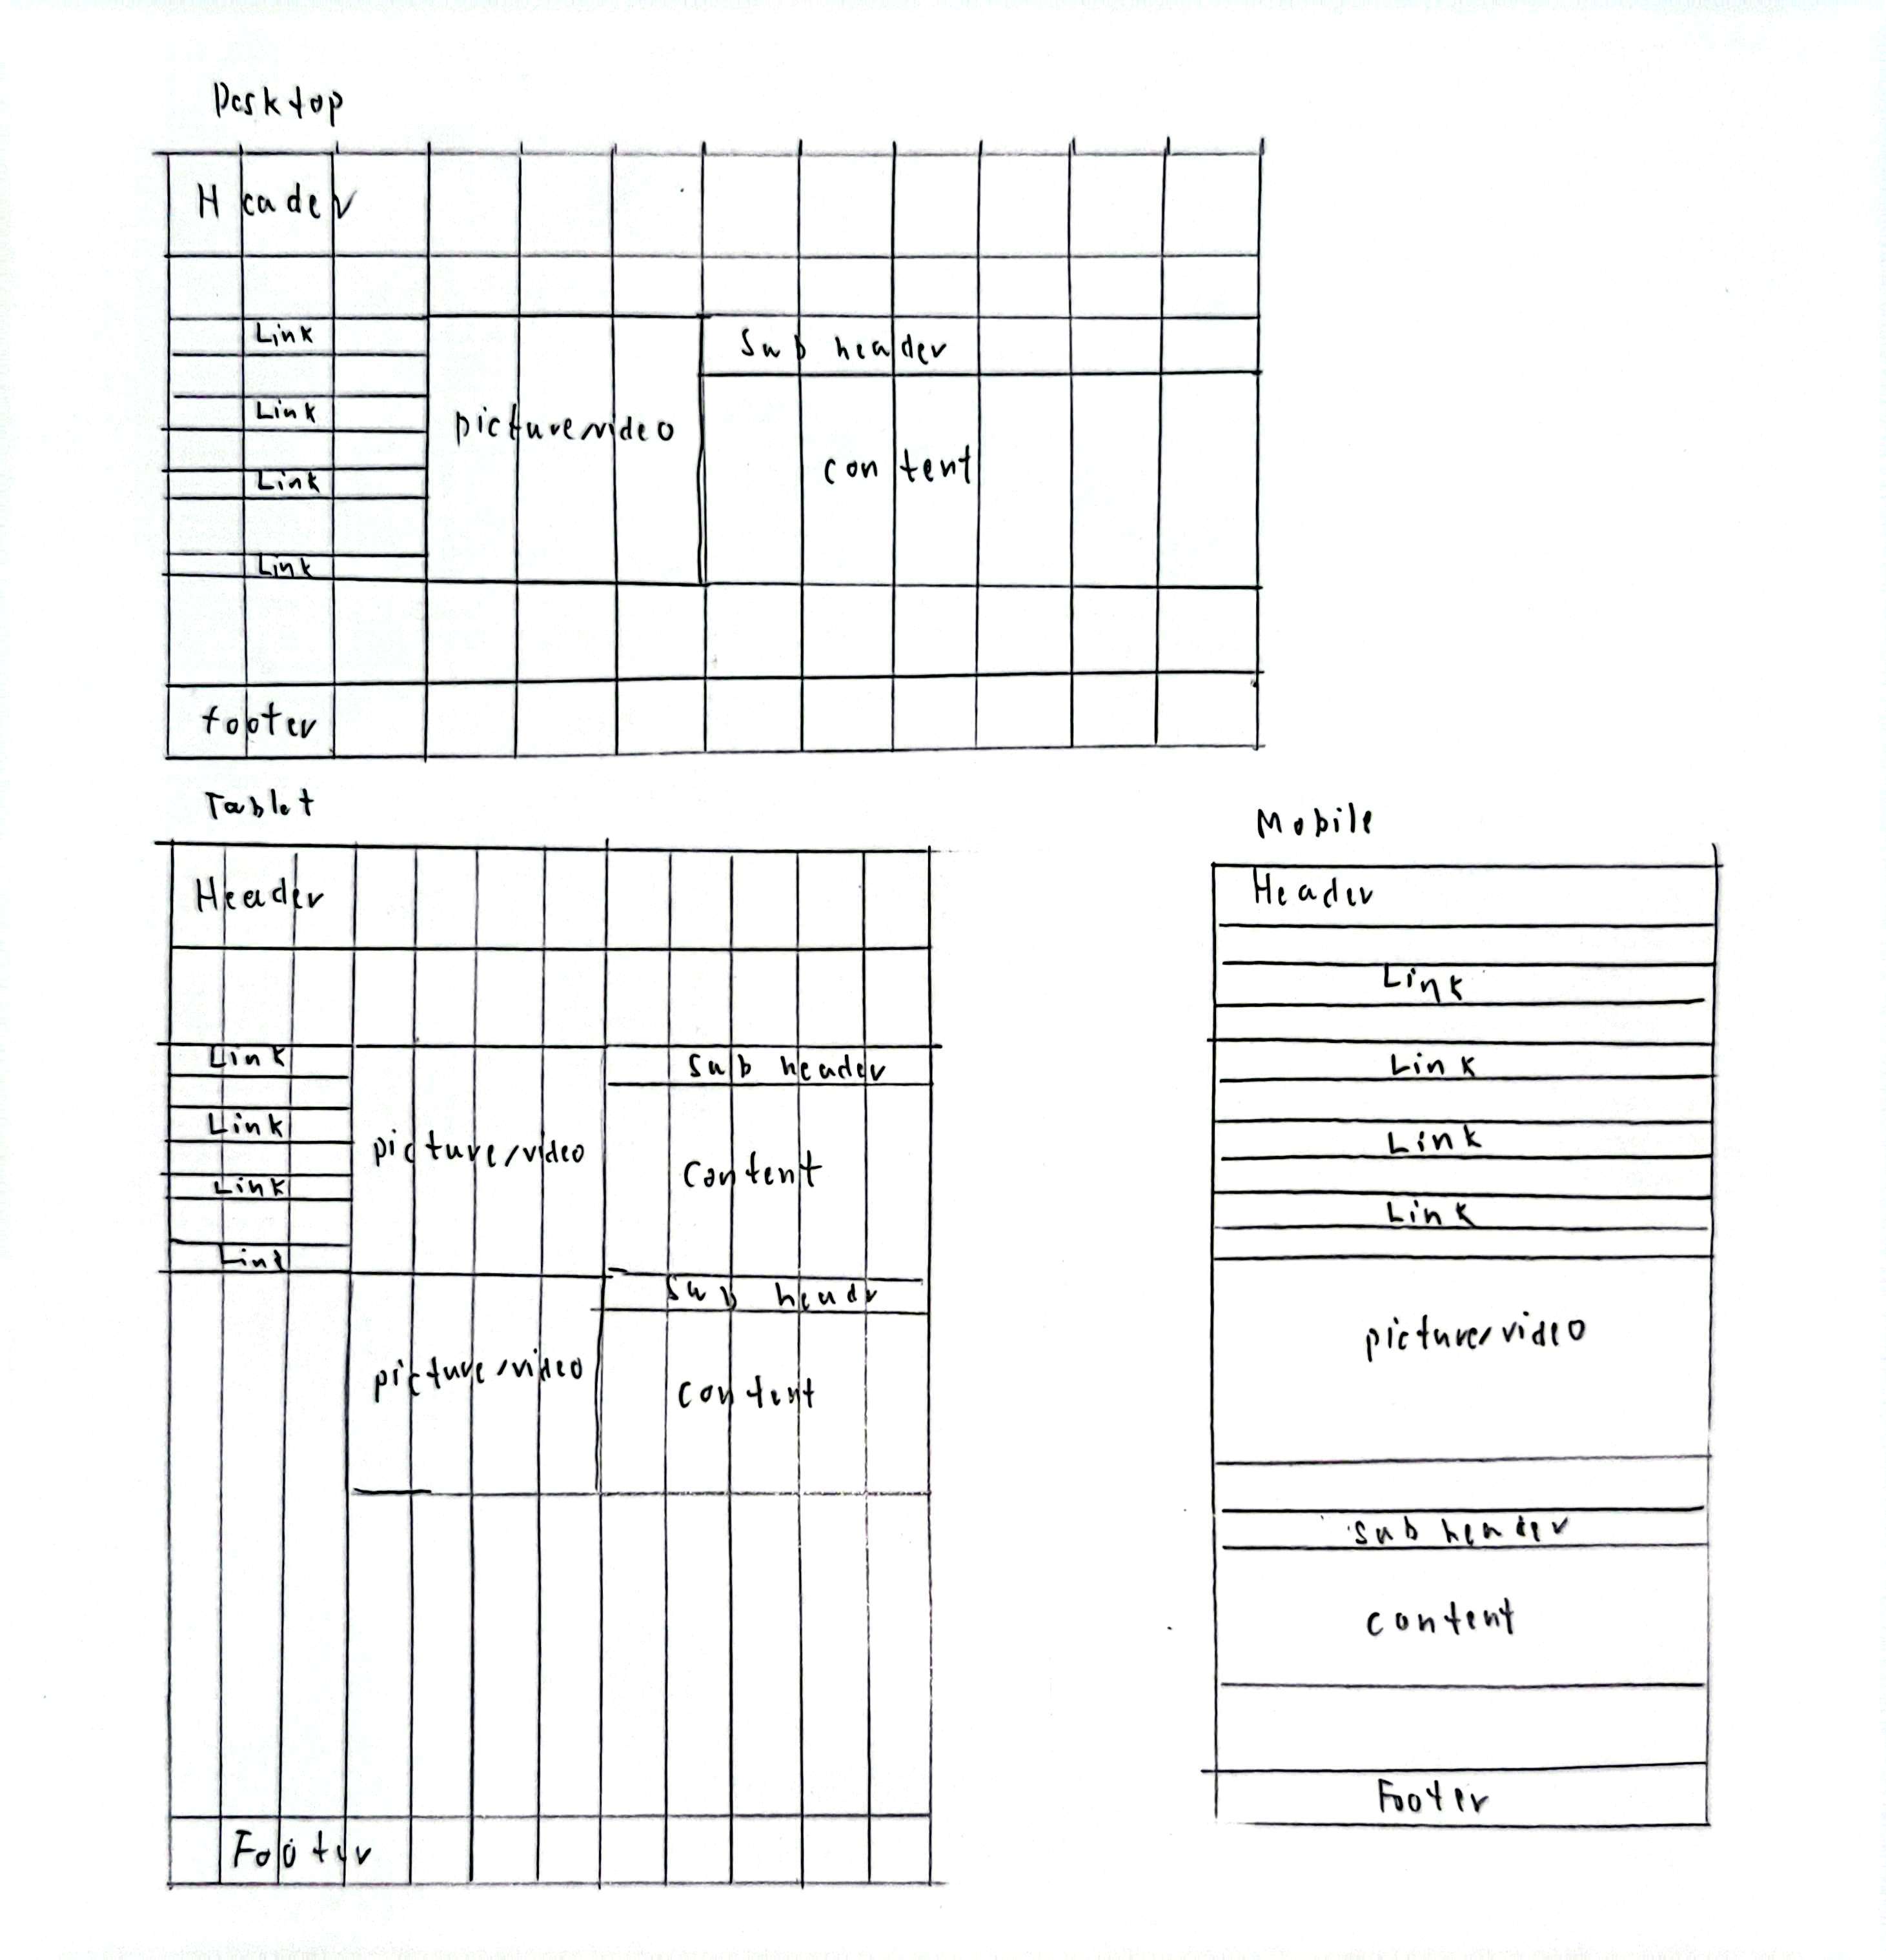 Desktop
Header
Link
Sub header
Link
picture/video
content
Link
Link
footer
Tablet
Header
Link
Sub header
Link
picture/video
content
Link
Link
Sub headr
picture/video
content
Footer
Mobile
Header
Link
Link
Link
Link
picture/video
sub header
content
Footer